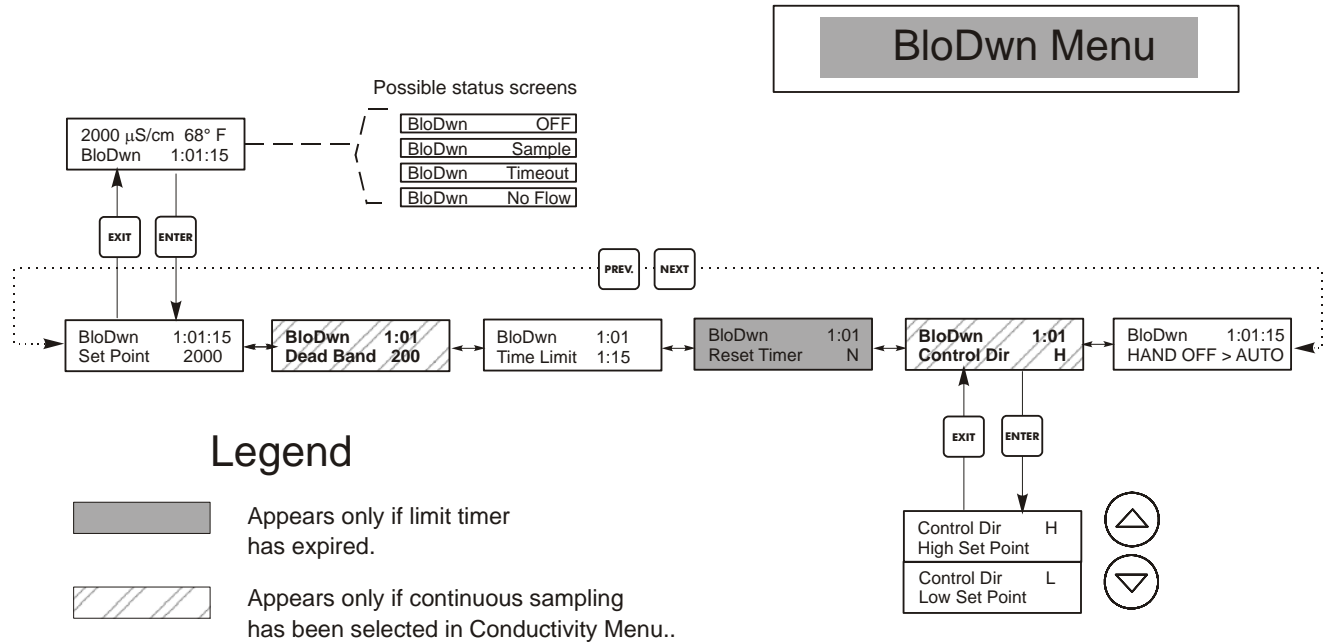 BloDwn Menu
Possible status screens
2000 µS/cm 68° F
BloDwn 1:01:15
BloDwn OFF
BloDwn Sample
BloDwn Timeout
BloDwn No Flow
EXIT
ENTER
PREV.
NEXT
BloDwn 1:01:15
Set Point 2000
BloDwn 1:01
Dead Band 200
BloDwn 1:01
Time Limit 1:15
BloDwn 1:01
Reset Timer N
BloDwn 1:01
Control Dir H
BloDwn 1:01:15
HAND OFF > AUTO
EXIT
ENTER
Control Dir H
High Set Point
Control Dir L
Low Set Point
Legend
Appears only if limit timer
has expired.
Appears only if continuous sampling
has been selected in Conductivity Menu..